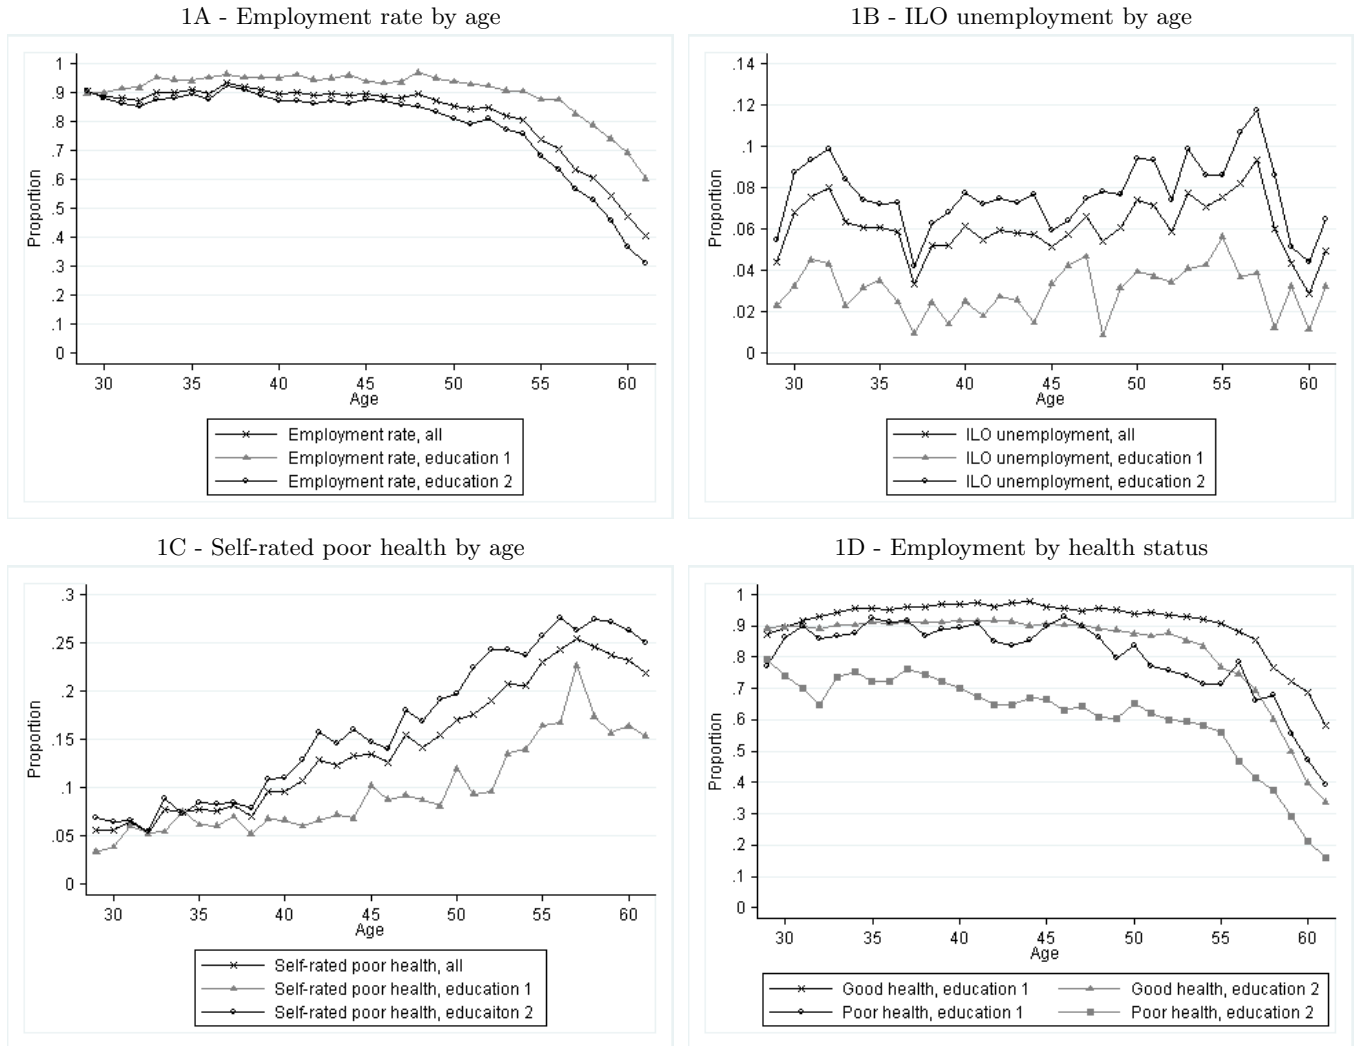 1A - Employment rate by age
1
.9
.8
.7
.6
.5
.4
.3
.2
.1
0
Proportion
30 35 40 45 50 55 60
Age
Employment rate, all
Employment rate, education 1
Employment rate, education 2
1B - ILO unemployment by age
.14
.12
.1
.08
.06
.04
.02
0
Proportion
30 35 40 45 50 55 60
Age
ILO unemployment, all
ILO unemployment, education 1
ILO unemployment, education 2
1C - Self-rated poor health by age
.3
.25
.2
.15
.1
.05
0
Proportion
30 35 40 45 50 55 60
Age
Self-rated poor health, all
Self-rated poor health, education 1
Self-rated poor health, educaiton 2
1D - Employment by health status
1
.9
.8
.7
.6
.5
.4
.3
.2
.1
0
Proportion
30 35 40 45 50 55 60
Age
Good health, education 1 Good health, education 2
Poor health, education 1 Poor health, education 2